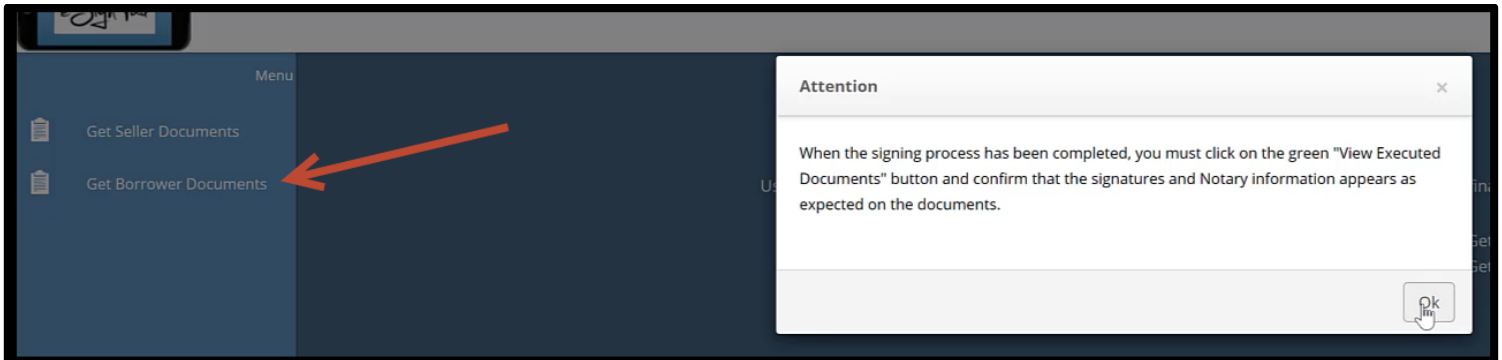 Menu
Get Seller Documents
Get Borrower Documents
Attention
When the signing process has been completed, you must click on the green "View Executed
Documents" button and confirm that the signatures and Notary information appears as
expected on the documents.
Ok